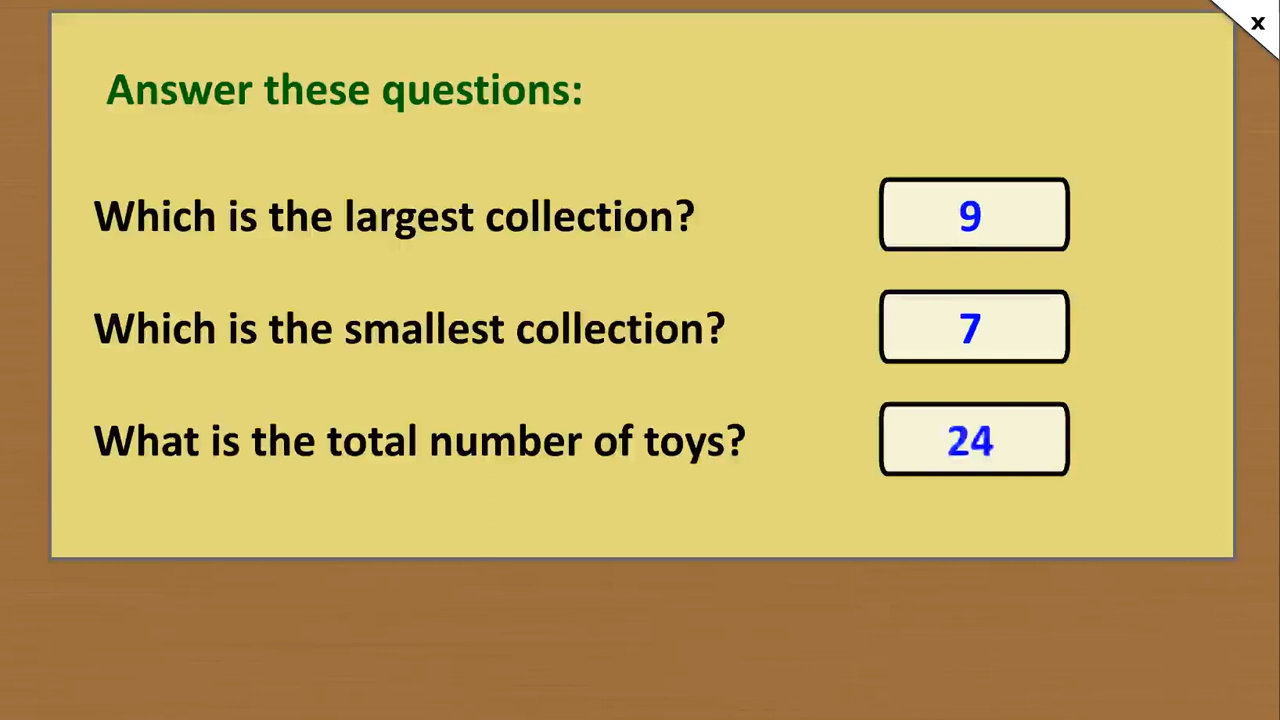 x
Answer these questions:
Which is the largest collection? 9
Which is the smallest collection? 7
What is the total number of toys? 24